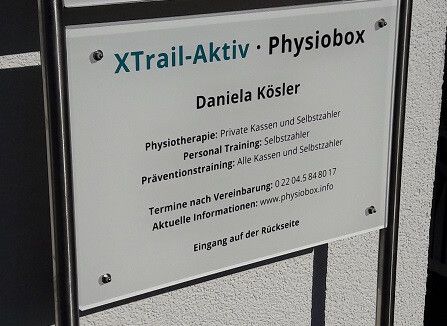 XTrail-Aktiv · Physiobox
Daniela Kösler
Physiotherapie: Private Kassen und Selbstzahler
Personal Training: Selbstzahler
Präventionstraining: Alle Kassen und Selbstzahler
Termine nach Vereinbarung: 0 22 04.5 84 80 17
Aktuelle Informationen: www.physiobox.info
Eingang auf der Rückseite